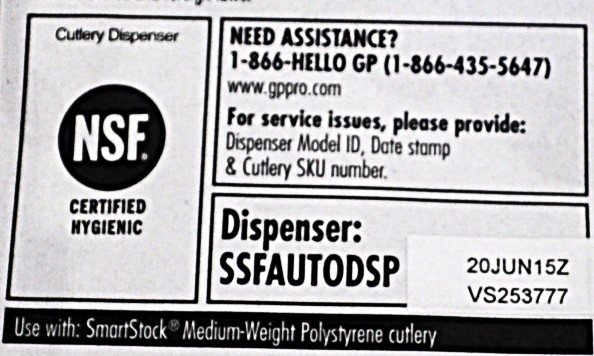 Cutlery Dispenser
NSF.
CERTIFIED
HYGIENIC
NEED ASSISTANCE?
1-866-HELLO GP (1-866-435-5647)
www.gppro.com
For service issues, please provide:
Dispenser Model ID, Date stamp
& Cutlery SKU number.
Dispenser:
SSFAUTODSP
20JUN15Z
VS253777
Use with: SmartStock® Medium-Weight Polystyrene cutlery